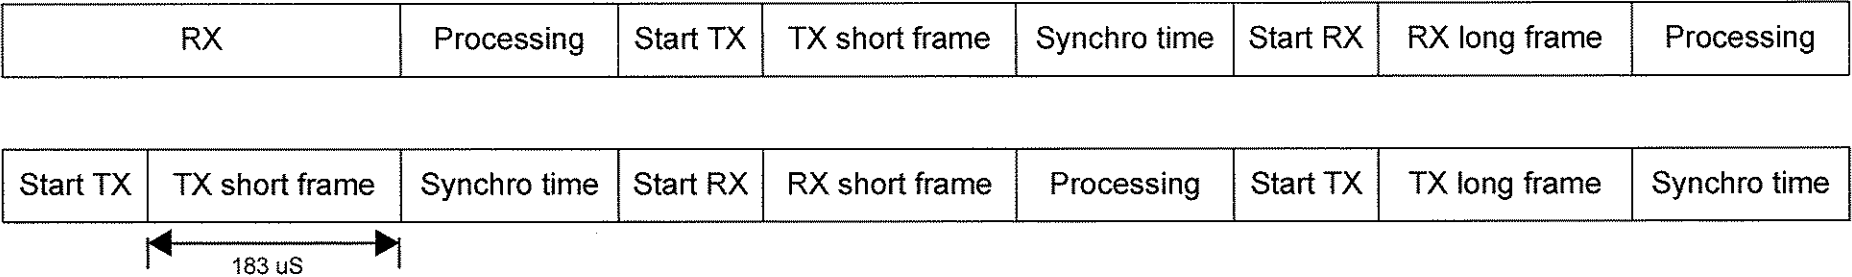 RX Processing Start TX TX short frame Synchro time Start RX RX long frame Processing
Start TX TX short frame Synchro time Start RX RX short frame Processing Start TX TX long frame Synchro time
183 uS